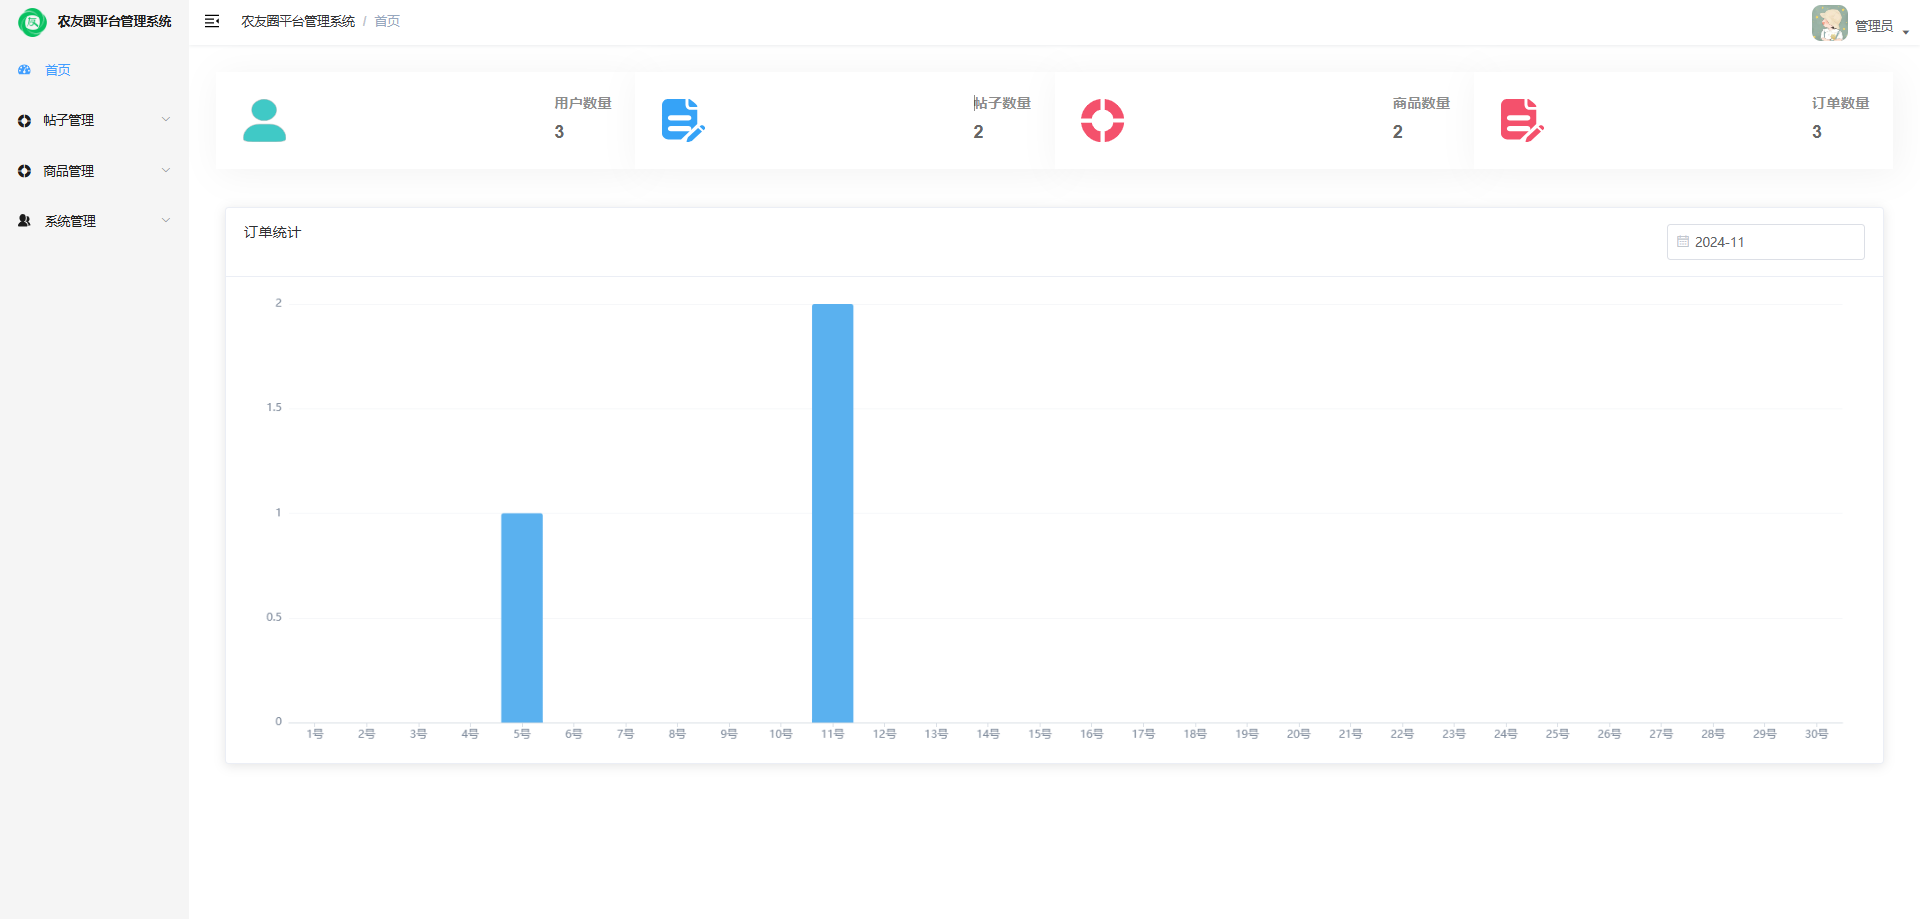 友
农友圈平台管理系统
首页
帖子管理
商品管理
系统管理
农友圈平台管理系统 / 首页
管理员
用户数量
3
帖子数量
2
商品数量
2
订单数量
3
订单统计
2024-11
2
1.5
1
0.5
0
1号 2号 3号 4号 5号 6号 7号 8号 9号 10号 11号 12号 13号 14号 15号 16号 17号 18号 19号 20号 21号 22号 23号 24号 25号 26号 27号 28号 29号 30号